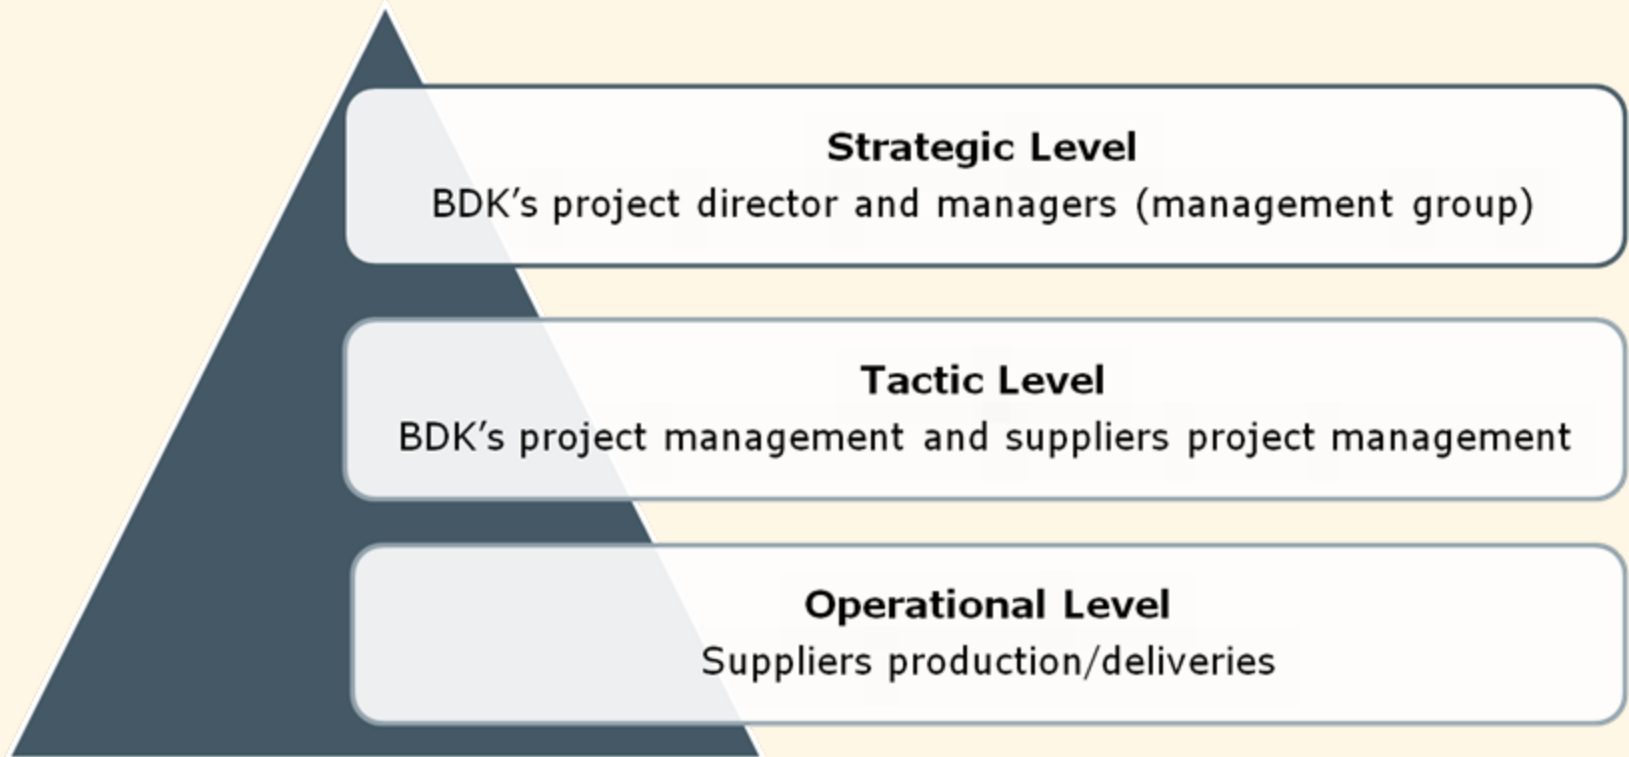 Strategic Level
BDK’s project director and managers (management group)
Tactic Level
BDK’s project management and suppliers project management
Operational Level
Suppliers production/deliveries